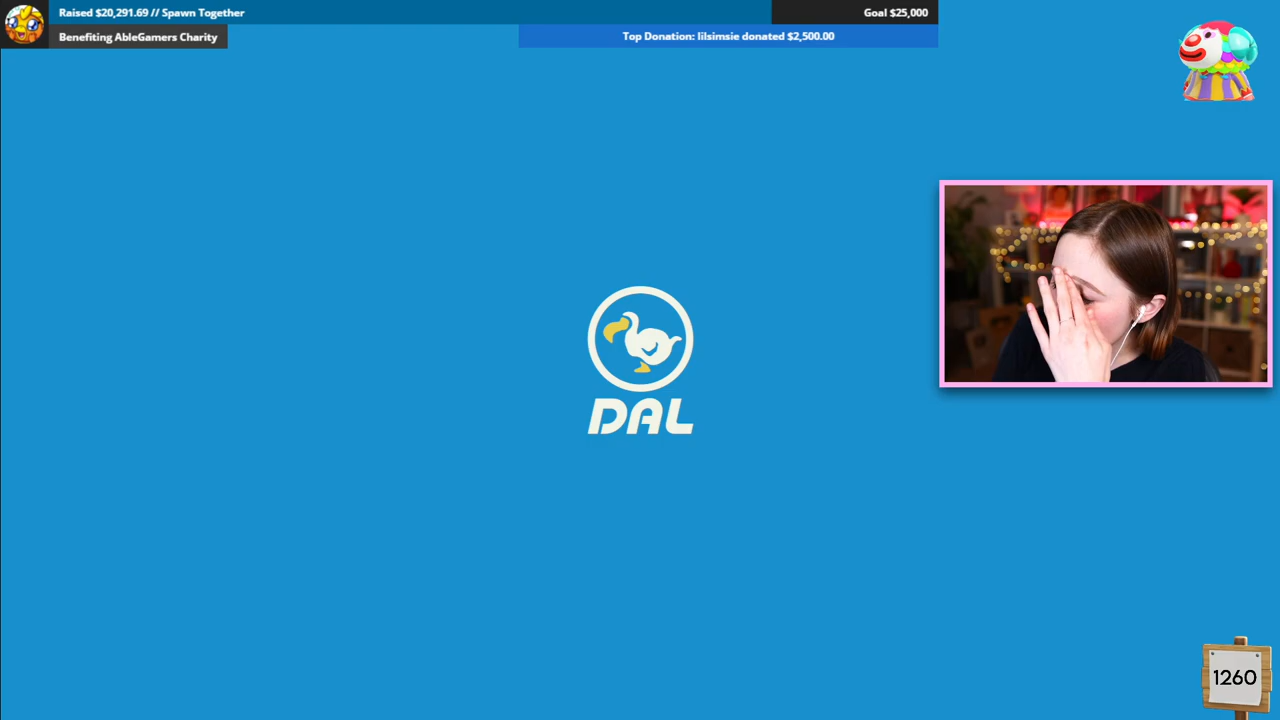 Raised $20,291.69 // Spawn Together
Goal $25,000
Benefiting AbleGamers Charity
Top Donation: lilsimsie donated $2,500.00
DAL
1260